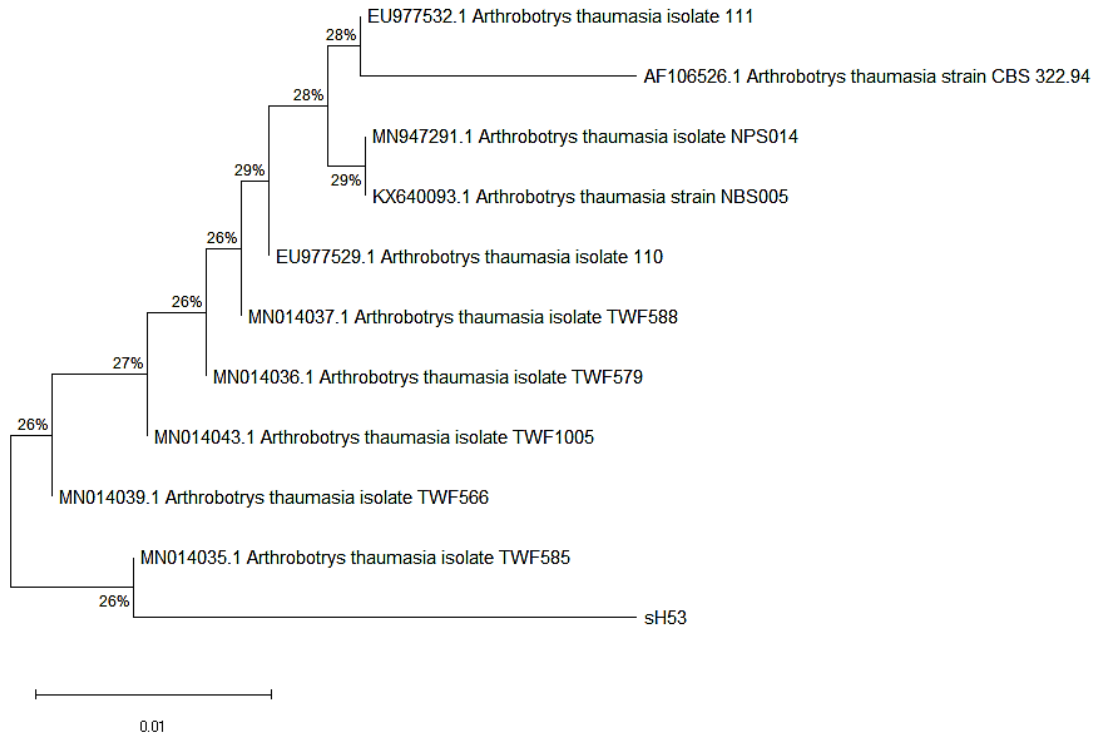 28%
EU977532.1 Arthrobotrys thaumasia isolate 111
AF106526.1 Arthrobotrys thaumasia strain CBS 322.94
28%
MN947291.1 Arthrobotrys thaumasia isolate NPS014
29%
29%
KX640093.1 Arthrobotrys thaumasia strain NBS005
26%
EU977529.1 Arthrobotrys thaumasia isolate 110
26%
MN014037.1 Arthrobotrys thaumasia isolate TWF588
27%
MN014036.1 Arthrobotrys thaumasia isolate TWF579
26%
MN014043.1 Arthrobotrys thaumasia isolate TWF1005
MN014039.1 Arthrobotrys thaumasia isolate TWF566
MN014035.1 Arthrobotrys thaumasia isolate TWF585
26%
sH53
0.01